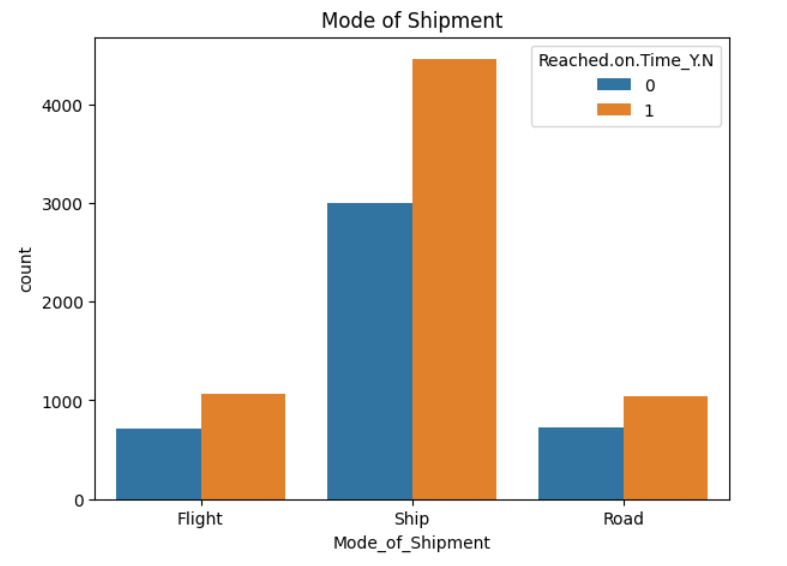 Mode of Shipment
Reached.on.Time_Y.N
0
1
count
4000
3000
2000
1000
0
Flight Ship Road
Mode_of_Shipment